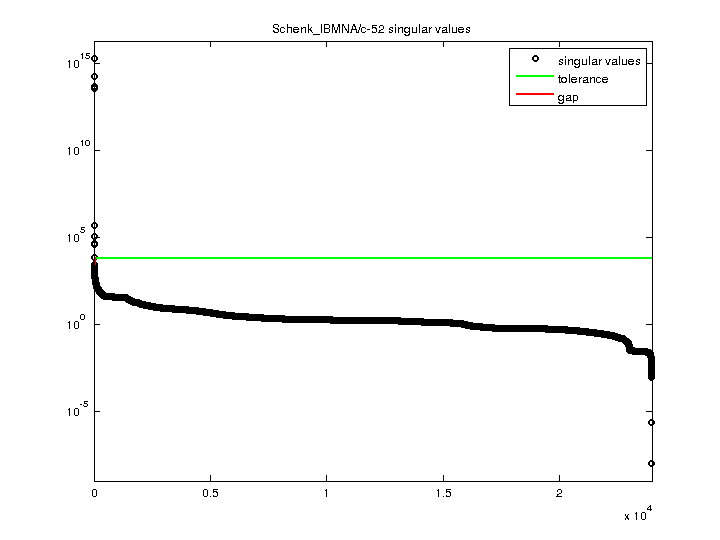 Schenk_IBMNA/c-52 singular values
singular values
tolerance
gap
10^15
10^10
10^5
10^0
10^-5
0 0.5 1 1.5 2
x 10^4